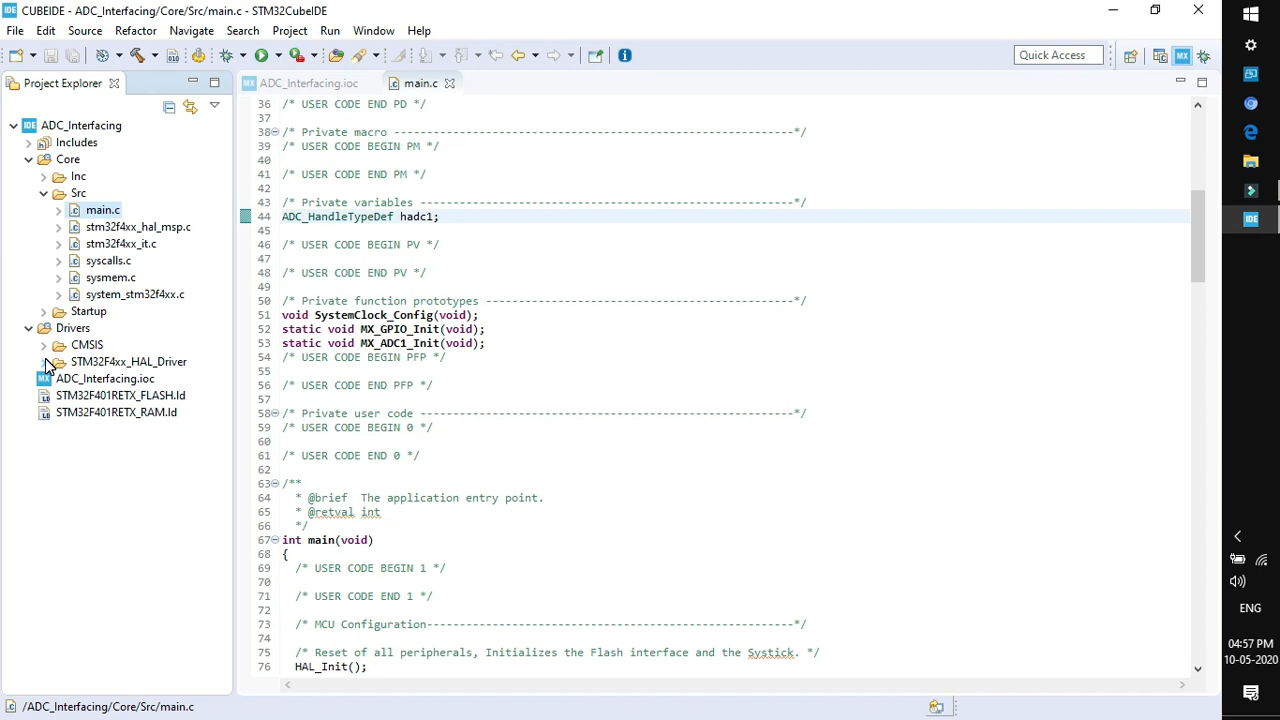 CUBEIDE - ADC_Interfacing/Core/Src/main.c - STM32CubeIDE
File Edit Source Refactor Navigate Search Project Run Window Help
Quick Access
Project Explorer
ADC_Interfacing.ioc
main.c
ADC_Interfacing
Includes
Core
Inc
Src
main.c
stm32f4xx_hal_msp.c
stm32f4xx_it.c
syscalls.c
sysmem.c
system_stm32f4xx.c
Startup
Drivers
CMSIS
STM32F4xx_HAL_Driver
ADC_Interfacing.ioc
STM32F401RETX_FLASH.ld
STM32F401RETX_RAM.ld
36 /* USER CODE END PD */
37
38 /* Private macro -------------------------------------------------------------*/
39 /* USER CODE BEGIN PM */
40
41 /* USER CODE END PM */
42
43 /* Private variables ---------------------------------------------------------*/
44 ADC_HandleTypeDef hadc1;
45
46 /* USER CODE BEGIN PV */
47
48 /* USER CODE END PV */
49
50 /* Private function prototypes -----------------------------------------------*/
51 void SystemClock_Config(void);
52 static void MX_GPIO_Init(void);
53 static void MX_ADC1_Init(void);
54 /* USER CODE BEGIN PFP */
55
56 /* USER CODE END PFP */
57
58 /* Private user code ---------------------------------------------------------*/
59 /* USER CODE BEGIN 0 */
60
61 /* USER CODE END 0 */
62
63 /**
64 * @brief The application entry point.
65 * @retval int
66 */
67 int main(void)
68 {
69 /* USER CODE BEGIN 1 */
70
71 /* USER CODE END 1 */
72
73 /* MCU Configuration--------------------------------------------------------*/
74
75 /* Reset of all peripherals, Initializes the Flash interface and the Systick. */
76 HAL_Init();
/ADC_Interfacing/Core/Src/main.c
ENG
04:57 PM
10-05-2020